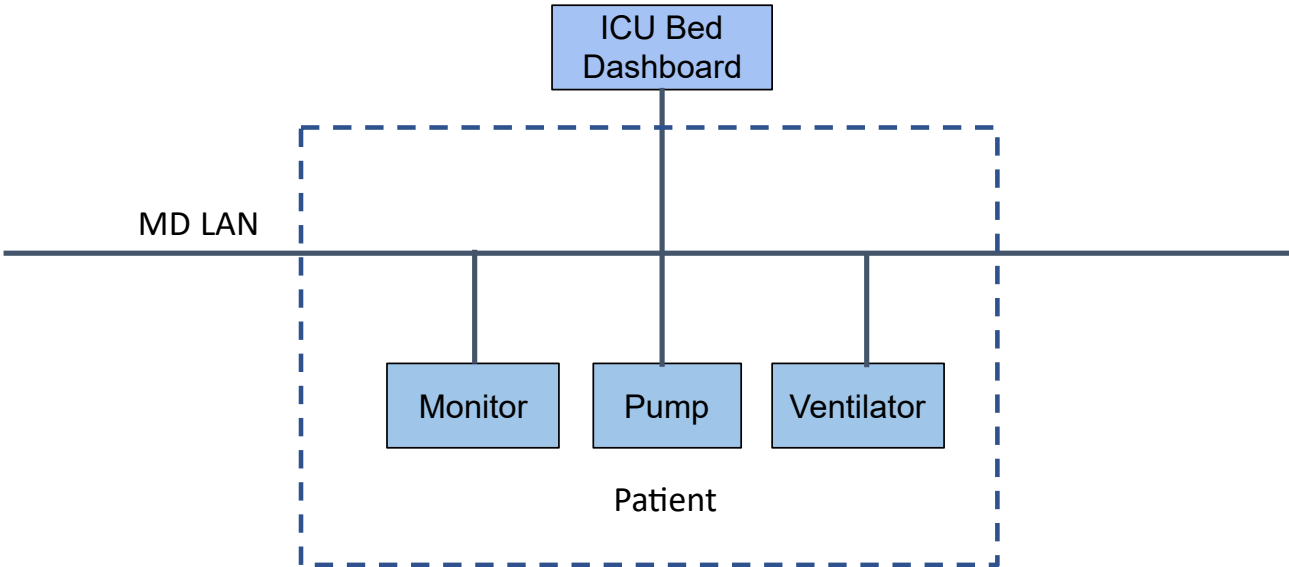 ICU Bed
Dashboard
MD LAN
Monitor
Pump
Ventilator
Patient